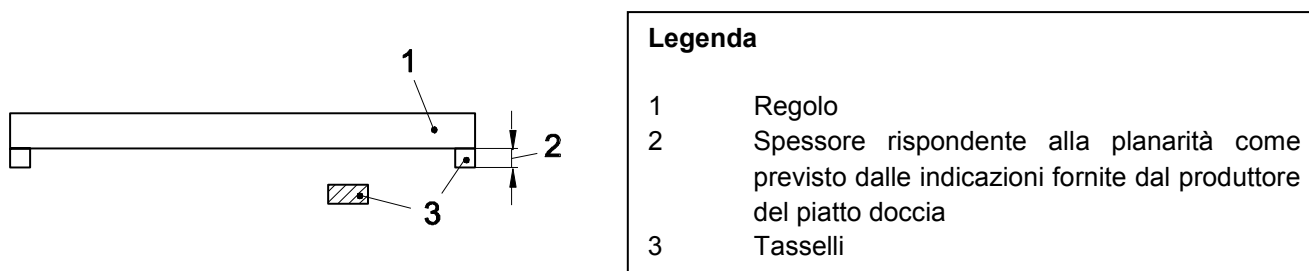 1
2
3
Legenda
1 Regolo
2 Spessore rispondente alla planarità come
previsto dalle indicazioni fornite dal produttore
del piatto doccia
3 Tasselli